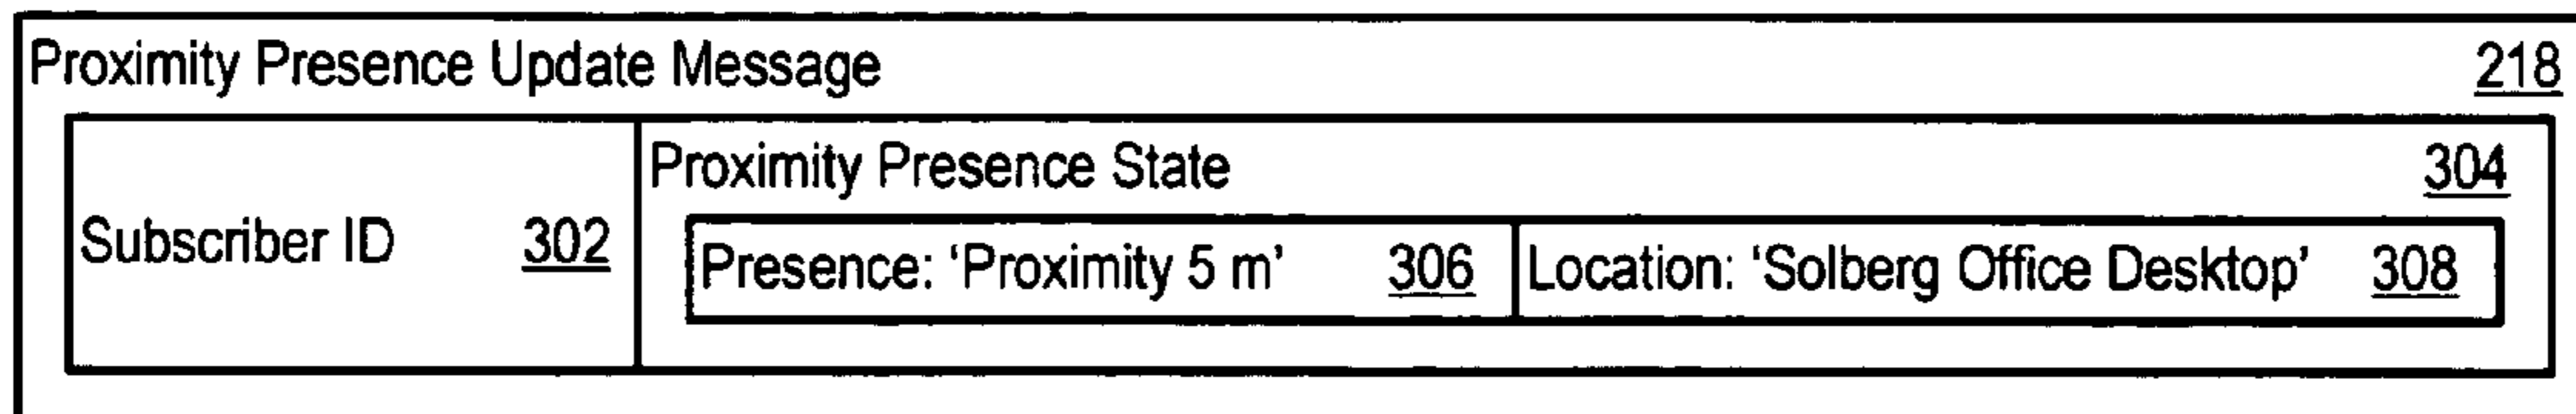 Proximity Presence Update Message 218
Proximity Presence State 304
Subscriber ID 302
Presence: ‘Proximity 5 m’ 306 Location: ‘Solberg Office Desktop’ 308